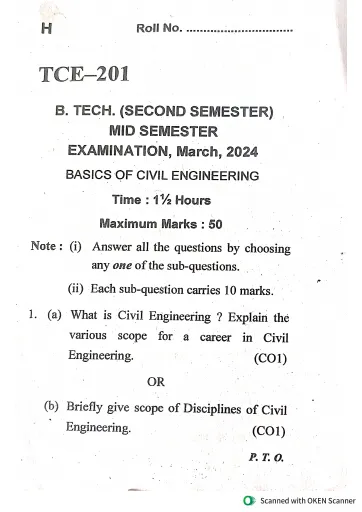 H Roll No. ................................
TCE–201
B. TECH. (SECOND SEMESTER)
MID SEMESTER
EXAMINATION, March, 2024
BASICS OF CIVIL ENGINEERING
Time : 1½ Hours
Maximum Marks : 50
Note : (i) Answer all the questions by choosing
any one of the sub-questions.
(ii) Each sub-question carries 10 marks.
1. (a) What is Civil Engineering ? Explain the
various scope for a career in Civil
Engineering. (CO1)
OR
(b) Briefly give scope of Disciplines of Civil
Engineering. (CO1)
P. T. O.
Scanned with OKEN Scanner